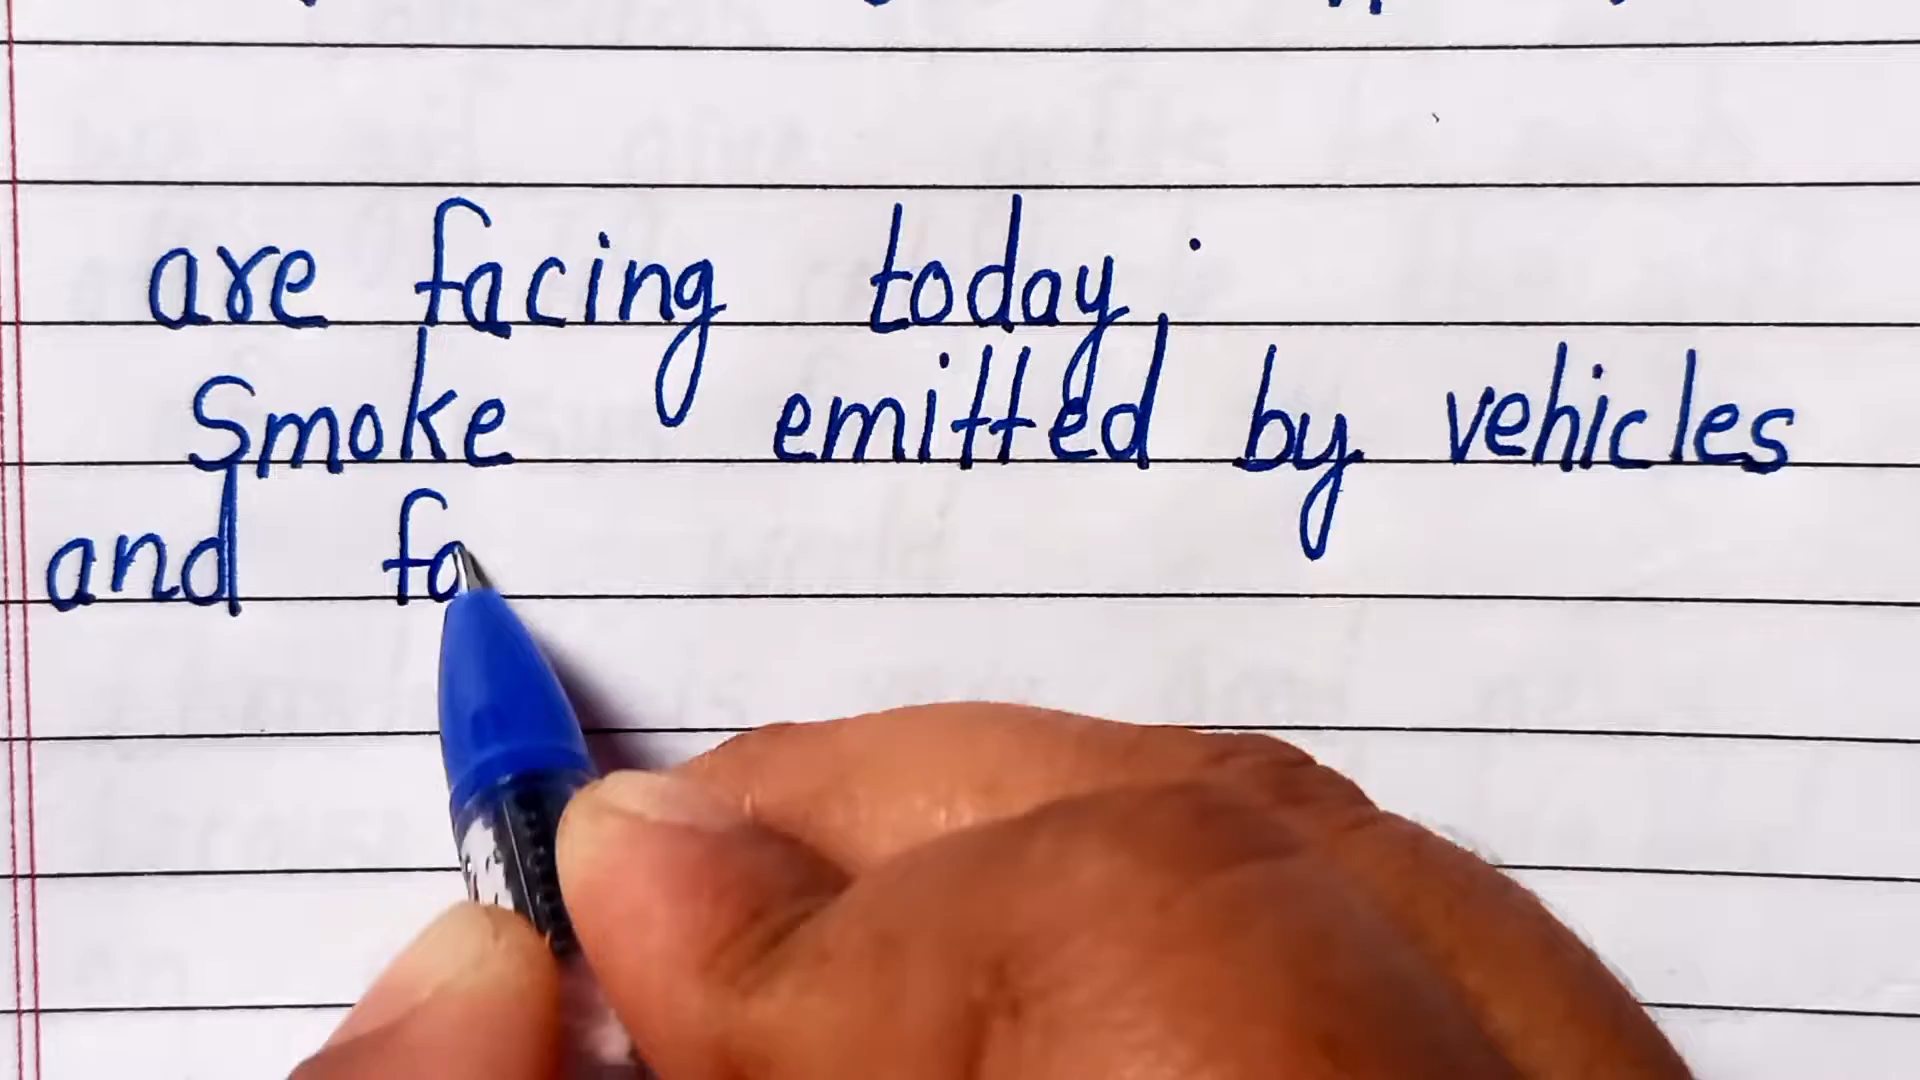 are facing today.
Smoke emitted by vehicles
and fa